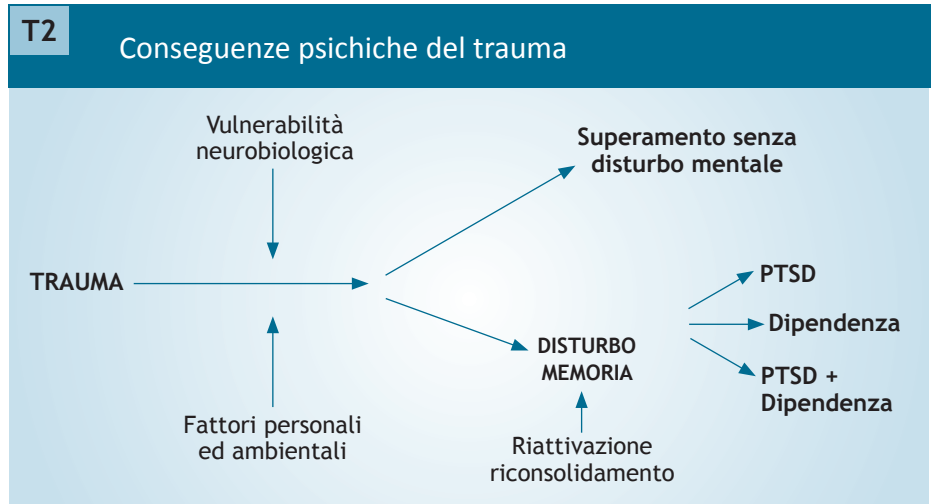 T2
Conseguenze psichiche del trauma
Vulnerabilità
neurobiologica
Superamento senza
disturbo mentale
TRAUMA
PTSD
Dipendenza
DISTURBO
MEMORIA
PTSD +
Dipendenza
Fattori personali
ed ambientali
Riattivazione
riconsolidamento